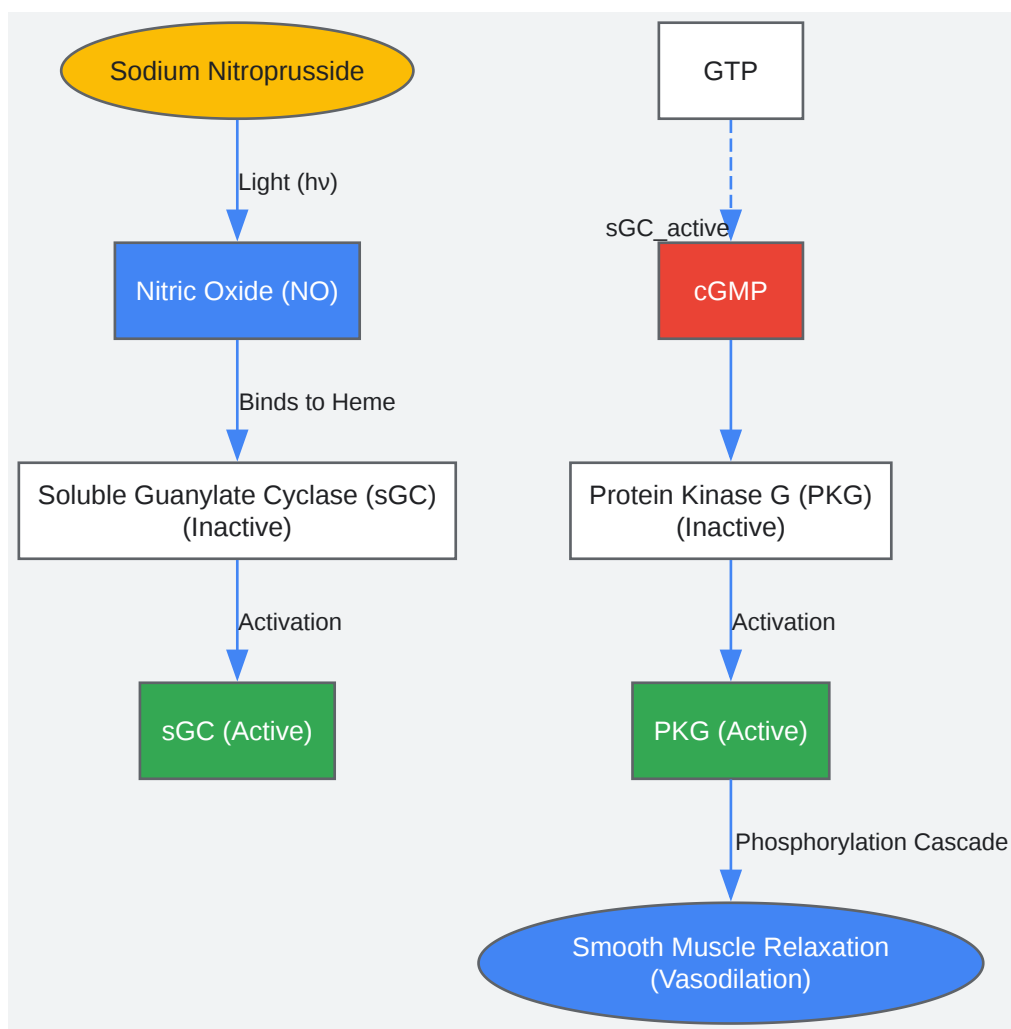 Sodium Nitroprusside
Light (hν)
Nitric Oxide (NO)
Binds to Heme
Soluble Guanylate Cyclase (sGC)
(Inactive)
Activation
sGC (Active)
GTP
sGC_active
cGMP
Protein Kinase G (PKG)
(Inactive)
Activation
PKG (Active)
Phosphorylation Cascade
Smooth Muscle Relaxation
(Vasodilation)